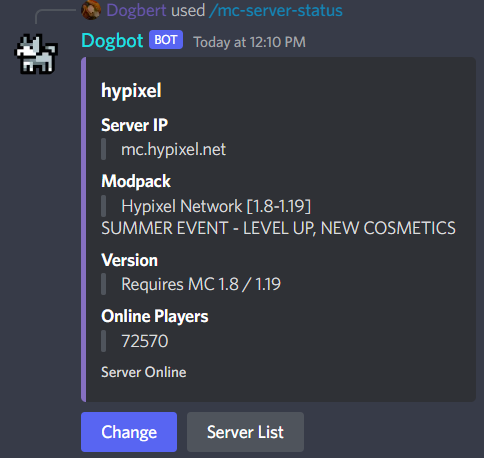 Dogbert used /mc-server-status
Dogbot BOT Today at 12:10 PM
hypixel
Server IP
mc.hypixel.net
Modpack
Hypixel Network [1.8-1.19]
SUMMER EVENT - LEVEL UP, NEW COSMETICS
Version
Requires MC 1.8 / 1.19
Online Players
72570
Server Online
Change Server List